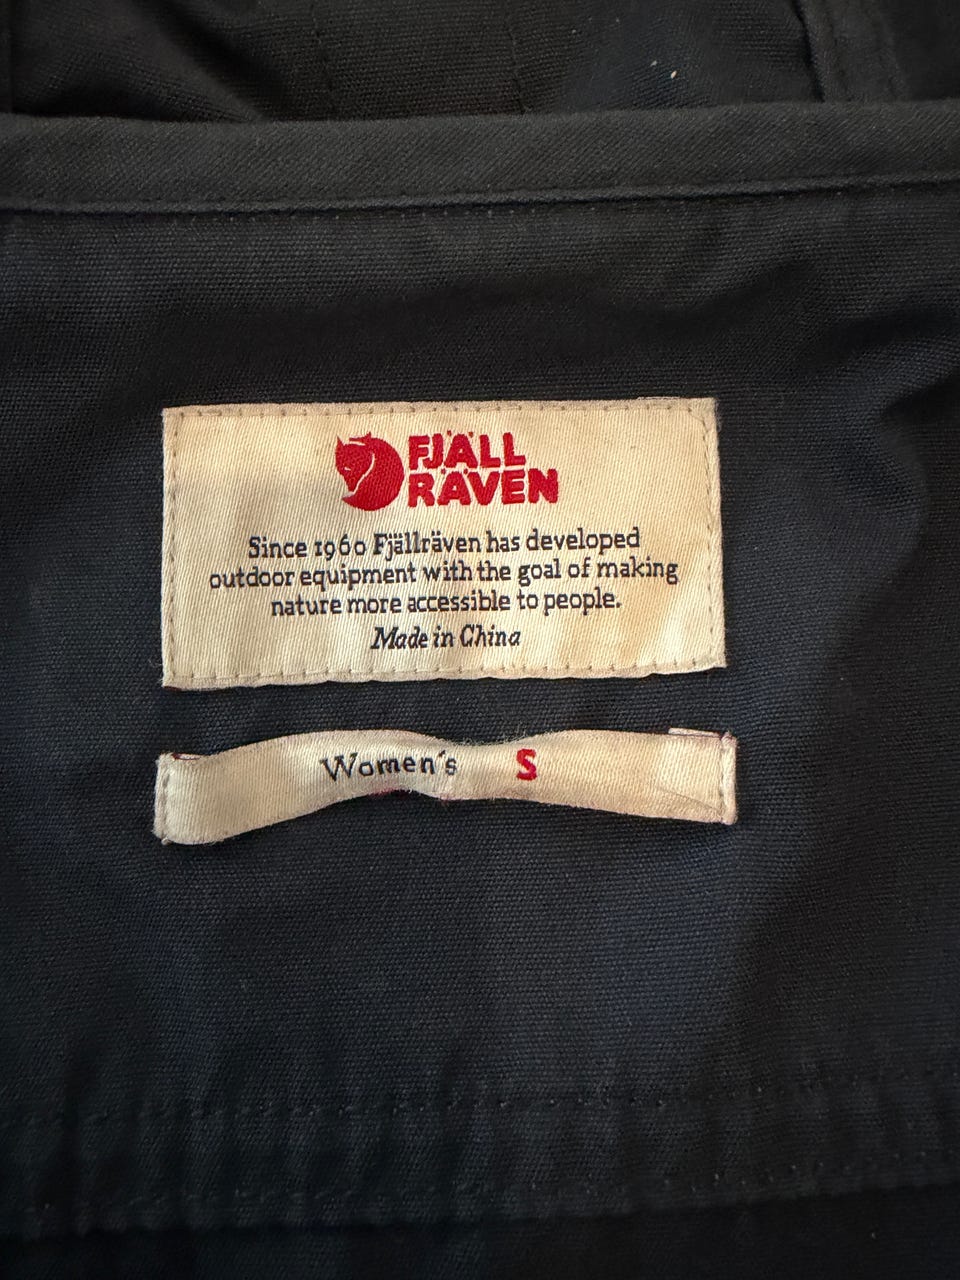 FJÄLL
RÄVEN
Since 1960 Fjällräven has developed
outdoor equipment with the goal of making
nature more accessible to people.
Made in China
Women's S